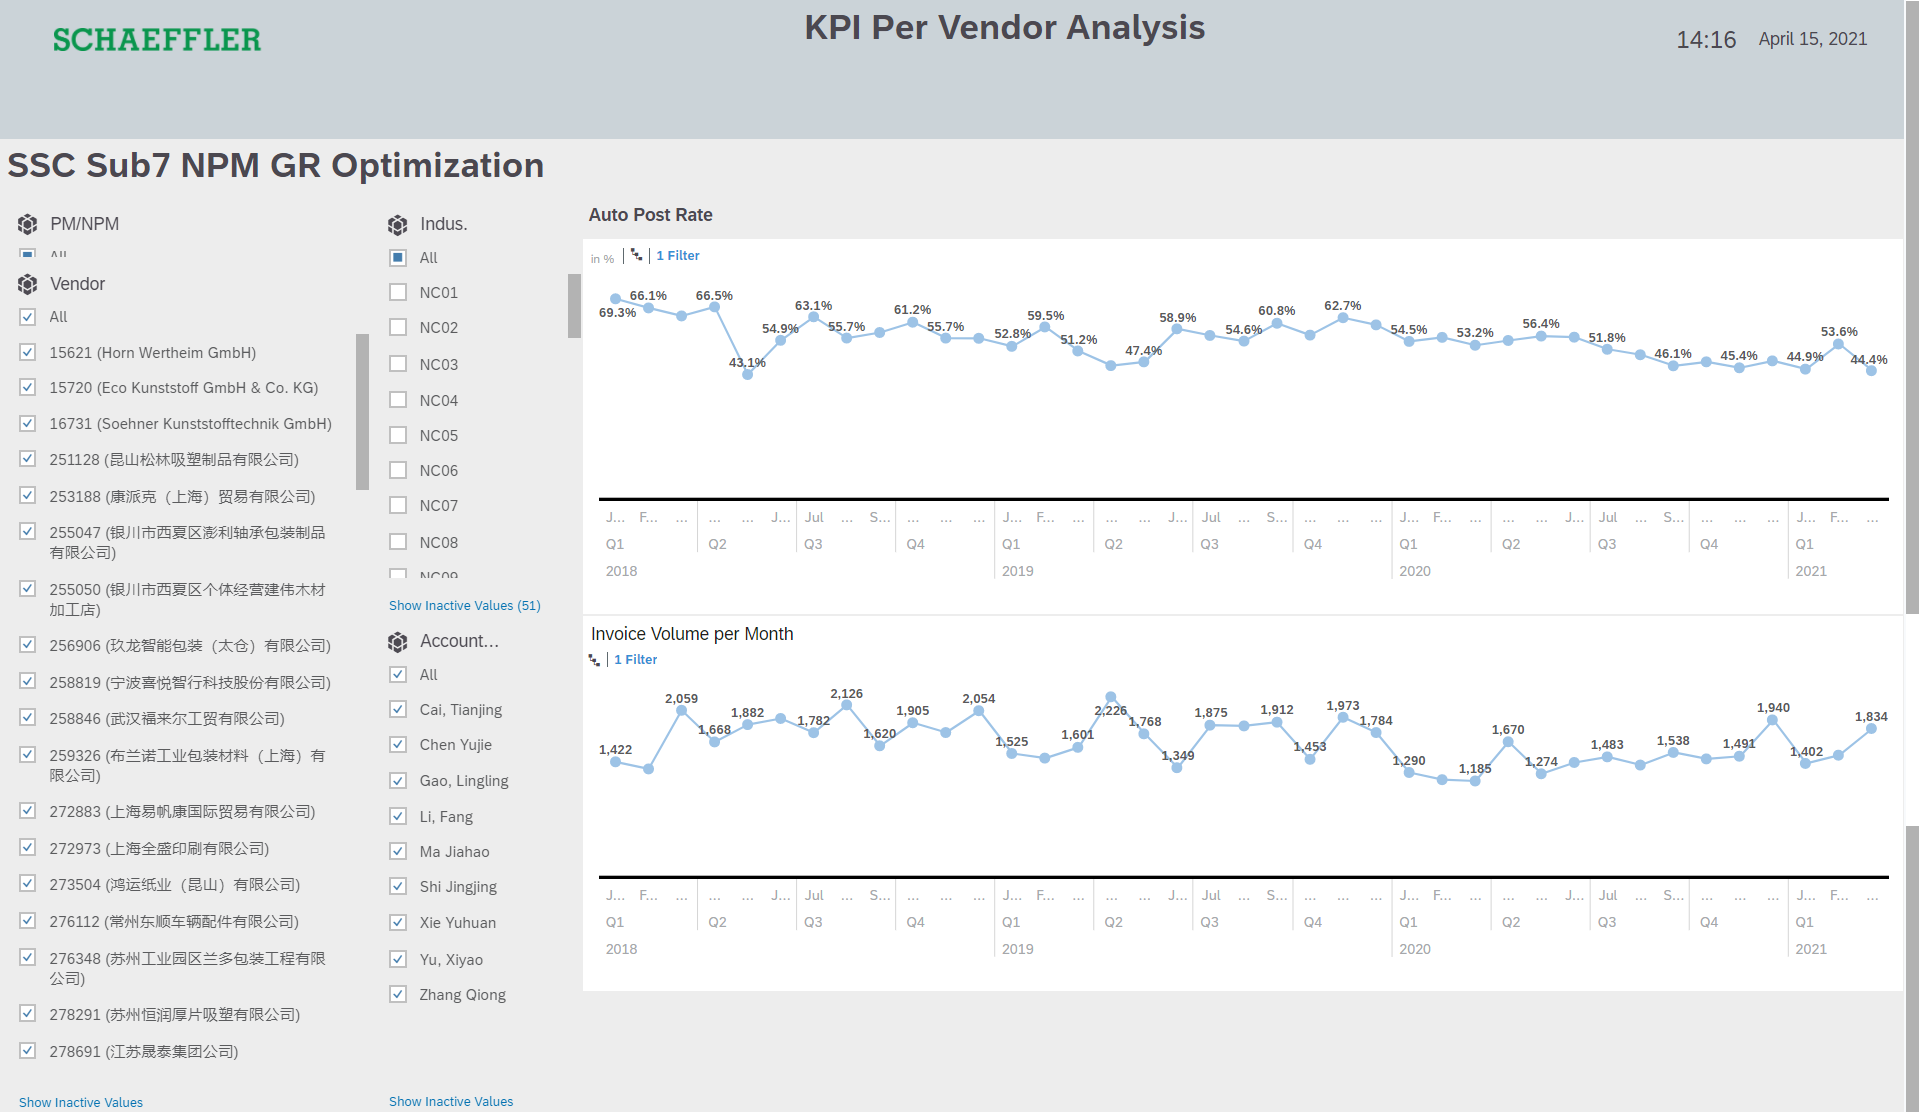 SCHAEFFLER
KPI Per Vendor Analysis
14:16 April 15, 2021
SSC Sub7 NPM GR Optimization
PM/NPM
All
Vendor
All
15621 (Horn Wertheim GmbH)
15720 (Eco Kunststoff GmbH & Co. KG)
16731 (Soehner Kunststofftechnik GmbH)
251128 (昆山松林吸塑制品有限公司)
253188 (康派克（上海）贸易有限公司)
255047 (银川市西夏区澎利轴承包装制品
有限公司)
255050 (银川市西夏区个体经营建伟木材
加工店)
256906 (玖龙智能包装（太仓）有限公司)
258819 (宁波喜悦智行科技股份有限公司)
258846 (武汉福来尔工贸有限公司)
259326 (布兰诺工业包装材料（上海）有
限公司)
272883 (上海易帆康国际贸易有限公司)
272973 (上海全盛印刷有限公司)
273504 (鸿运纸业（昆山）有限公司)
276112 (常州东顺车辆配件有限公司)
276348 (苏州工业园区兰多包装工程有限
公司)
278291 (苏州恒润厚片吸塑有限公司)
278691 (江苏晟泰集团公司)
Show Inactive Values
Indus.
All
NC01
NC02
NC03
NC04
NC05
NC06
NC07
NC08
NC09
Show Inactive Values (51)
Account...
All
Cai, Tianjing
Chen Yujie
Gao, Lingling
Li, Fang
Ma Jiahao
Shi Jingjing
Xie Yuhuan
Yu, Xiyao
Zhang Qiong
Show Inactive Values
Auto Post Rate
in % 1 Filter
69.3% 66.1% 66.5% 43.1% 54.9% 63.1% 55.7% 61.2% 55.7% 52.8% 59.5% 51.2% 47.4% 58.9% 54.6% 60.8% 62.7% 54.5% 53.2% 56.4% 51.8% 46.1% 45.4% 44.9% 53.6% 44.4%
J... F... ... ... ... J... Jul ... S... ... ... ... J... F... ... ... ... J... Jul ... S... ... ... ... J... F... ... ... ... J... Jul ... S... ... ... ... J... F... ...
Q1 Q2 Q3 Q4 Q1 Q2 Q3 Q4 Q1 Q2 Q3 Q4 Q1
2018 2019 2020 2021
Invoice Volume per Month
1 Filter
1,422 2,059 1,668 1,882 1,782 2,126 1,620 1,905 2,054 1,525 1,601 2,226 1,768 1,349 1,875 1,912 1,453 1,973 1,784 1,290 1,185 1,670 1,274 1,483 1,538 1,491 1,940 1,402 1,834
J... F... ... ... ... J... Jul ... S... ... ... ... J... F... ... ... ... J... Jul ... S... ... ... ... J... F... ... ... ... J... Jul ... S... ... ... ... J... F... ...
Q1 Q2 Q3 Q4 Q1 Q2 Q3 Q4 Q1 Q2 Q3 Q4 Q1
2018 2019 2020 2021